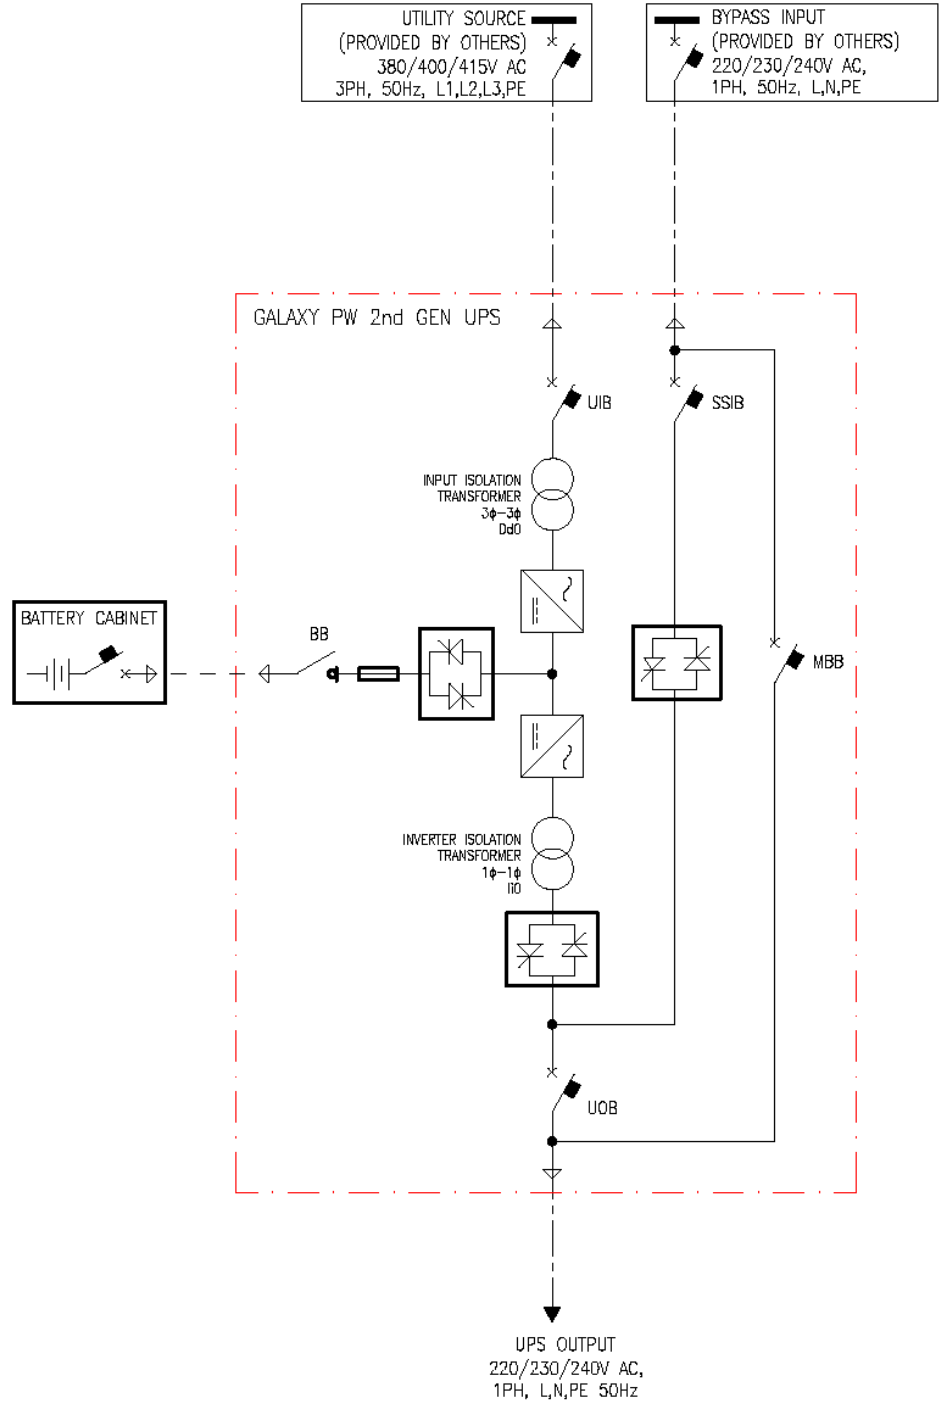 UTILITY SOURCE
(PROVIDED BY OTHERS)
380/400/415V AC
3PH, 50Hz, L1,L2,L3,PE
BYPASS INPUT
(PROVIDED BY OTHERS)
220/230/240V AC,
1PH, 50Hz, L,N,PE
GALAXY PW 2nd GEN UPS
UIB
SSIB
INPUT ISOLATION
TRANSFORMER
3ϕ-3ϕ
Dd0
BATTERY CABINET
BB
MBB
INVERTER ISOLATION
TRANSFORMER
1ϕ-1ϕ
Ii0
UOB
UPS OUTPUT
220/230/240V AC,
1PH, L,N,PE 50Hz